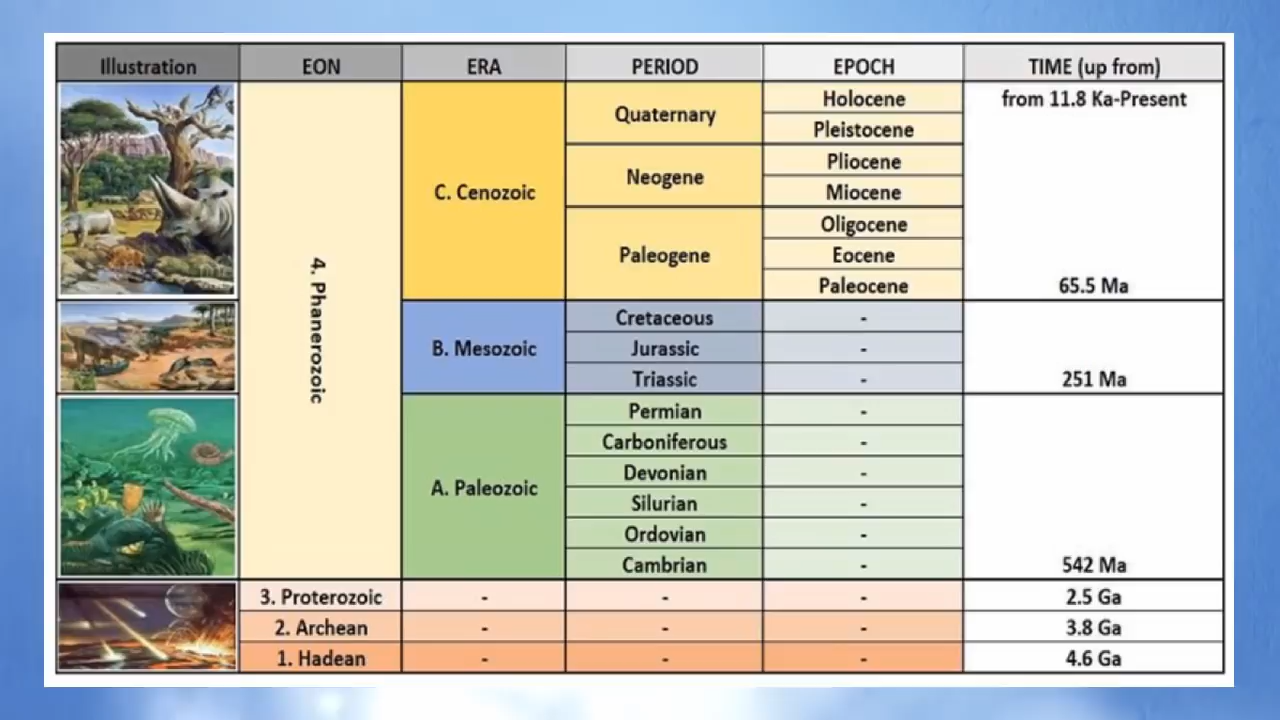 Illustration EON ERA PERIOD EPOCH TIME (up from)
4. Phanerozoic
C. Cenozoic
Quaternary
Holocene
from 11.8 Ka-Present
Pleistocene
Neogene
Pliocene
Miocene
Paleogene
Oligocene
Eocene
Paleocene
65.5 Ma
B. Mesozoic
Cretaceous -
Jurassic -
Triassic - 251 Ma
A. Paleozoic
Permian -
Carboniferous -
Devonian -
Silurian -
Ordovian -
Cambrian - 542 Ma
3. Proterozoic - - - 2.5 Ga
2. Archean - - - 3.8 Ga
1. Hadean - - - 4.6 Ga